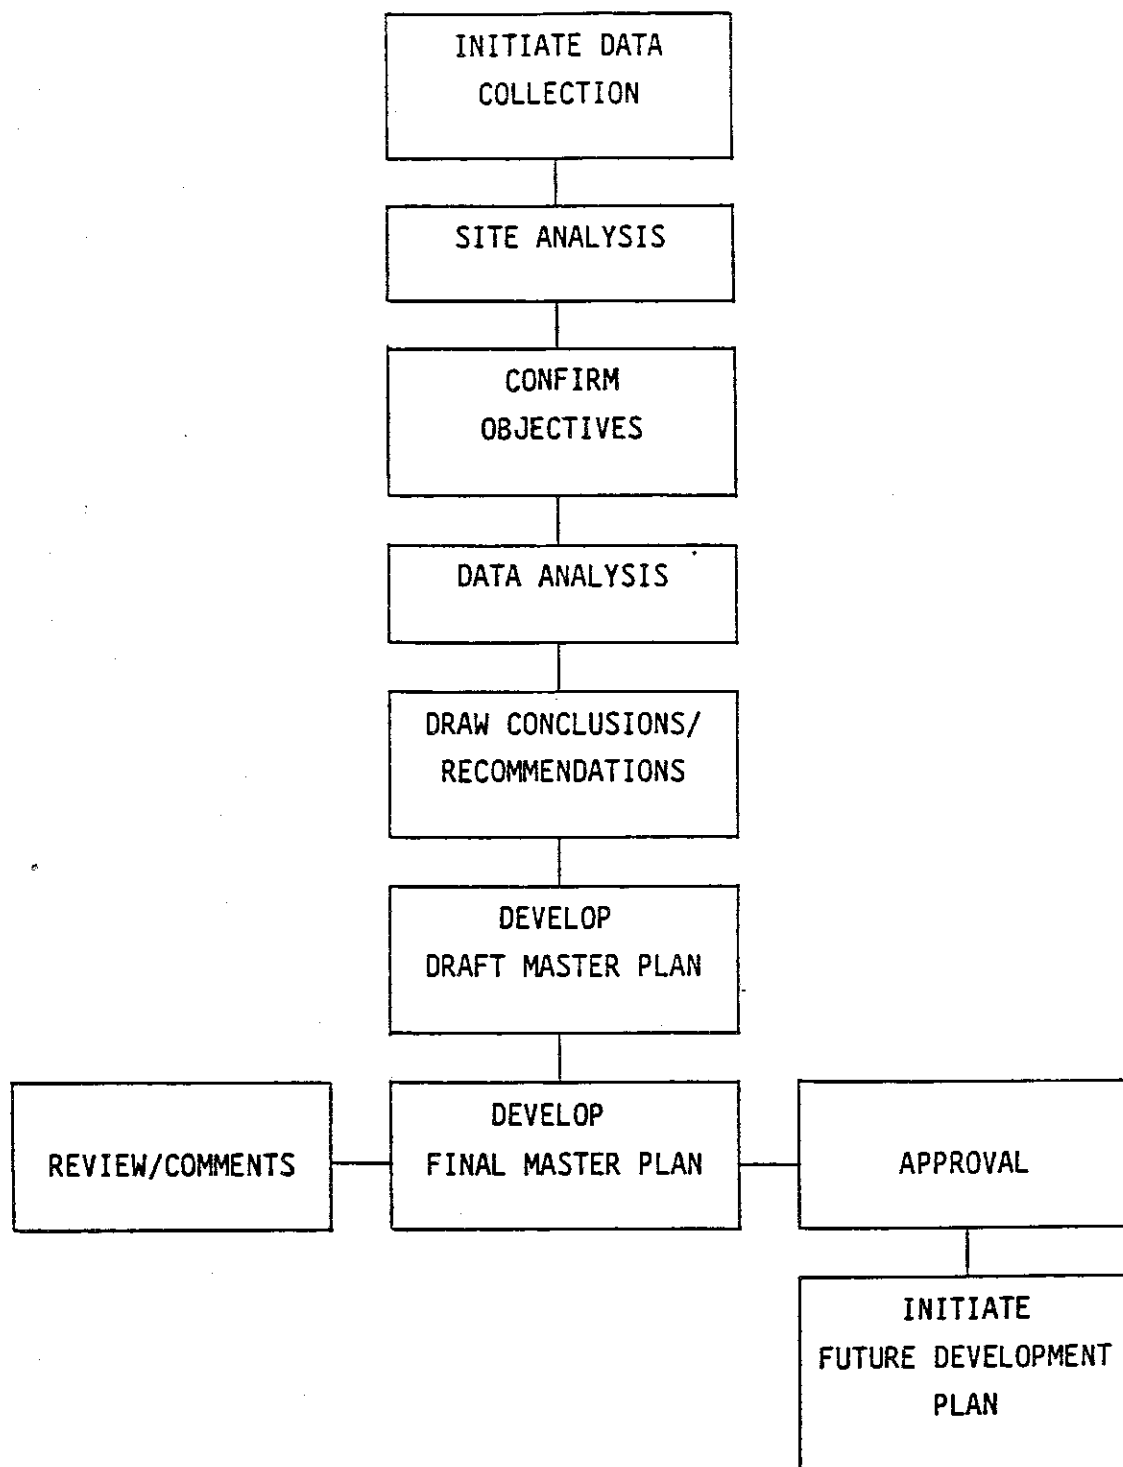 INITIATE DATA
COLLECTION
SITE ANALYSIS
CONFIRM
OBJECTIVES
DATA ANALYSIS
DRAW CONCLUSIONS/
RECOMMENDATIONS
DEVELOP
DRAFT MASTER PLAN
DEVELOP
FINAL MASTER PLAN
REVIEW/COMMENTS
APPROVAL
INITIATE
FUTURE DEVELOPMENT
PLAN